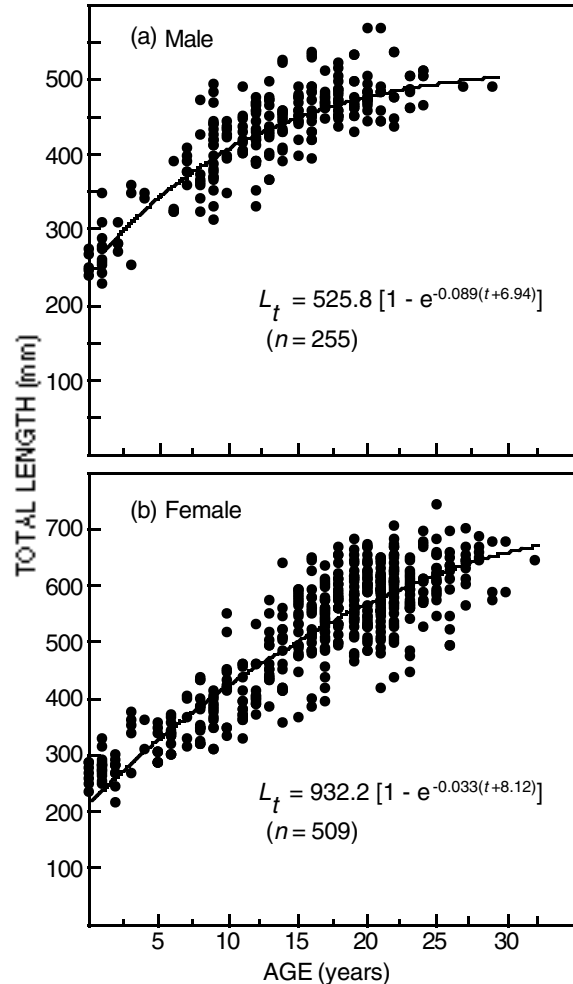 (a) Male
500
400
300
200
100
L_t = 525.8 [1 - e^-0.089(t+6.94)]
(n = 255)
TOTAL LENGTH (mm)
(b) Female
700
600
500
400
300
200
100
L_t = 932.2 [1 - e^-0.033(t+8.12)]
(n = 509)
5 10 15 20 25 30
AGE (years)